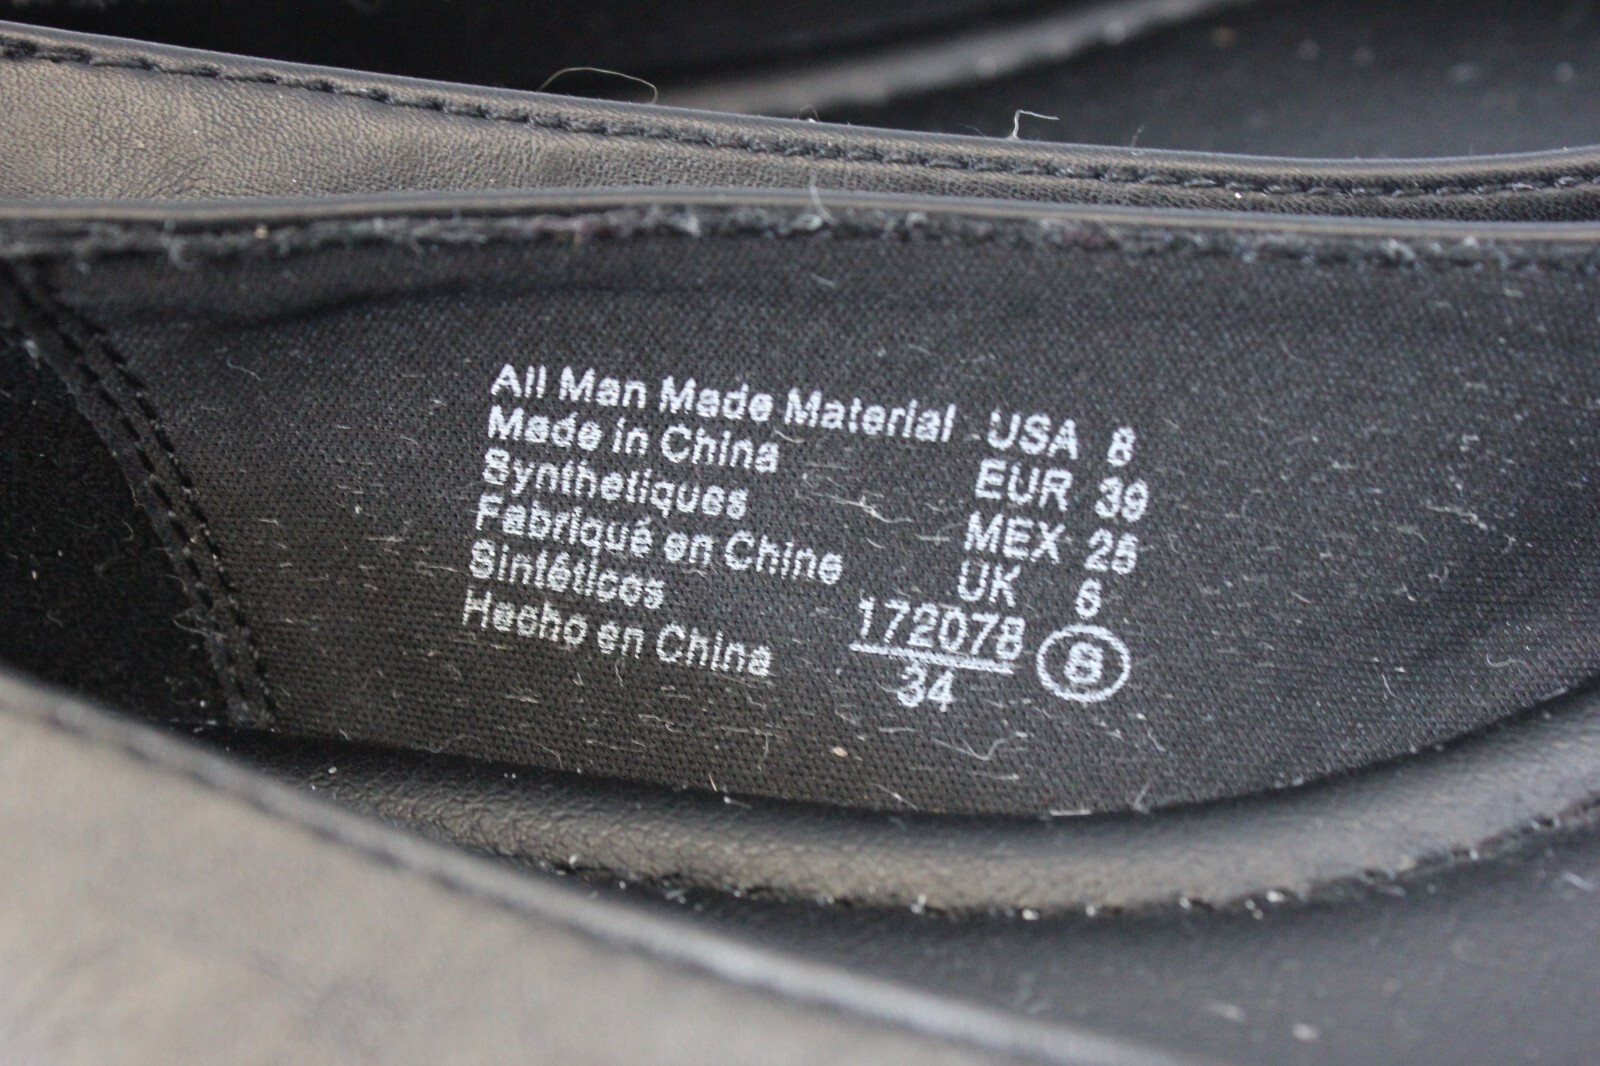 All Man Made Material USA 8
Made in China EUR 39
Synthetiques MEX 25
Fabriqué en Chine UK 6
Sintéticos 172078 8
Hecho en China 34